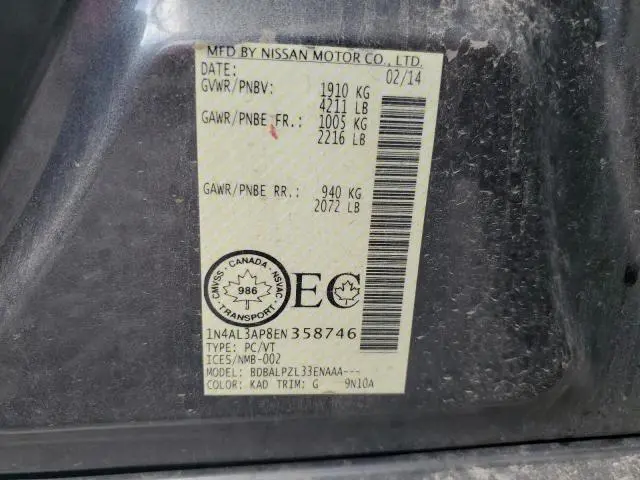 MFD BY NISSAN MOTOR CO., LTD.
DATE: 02/14
GVWR/PNBV: 1910 KG
4211 LB
GAWR/PNBE FR.: 1005 KG
2216 LB
GAWR/PNBE RR.: 940 KG
2072 LB
CMVSS · CANADA · NSVAC
986
TRANSPORT
EC
1N4AL3AP8EN358746
TYPE: PC/VT
ICES/NMB-002
MODEL: BDBALPZL33ENAAA---
COLOR: KAD TRIM: G 9N10A